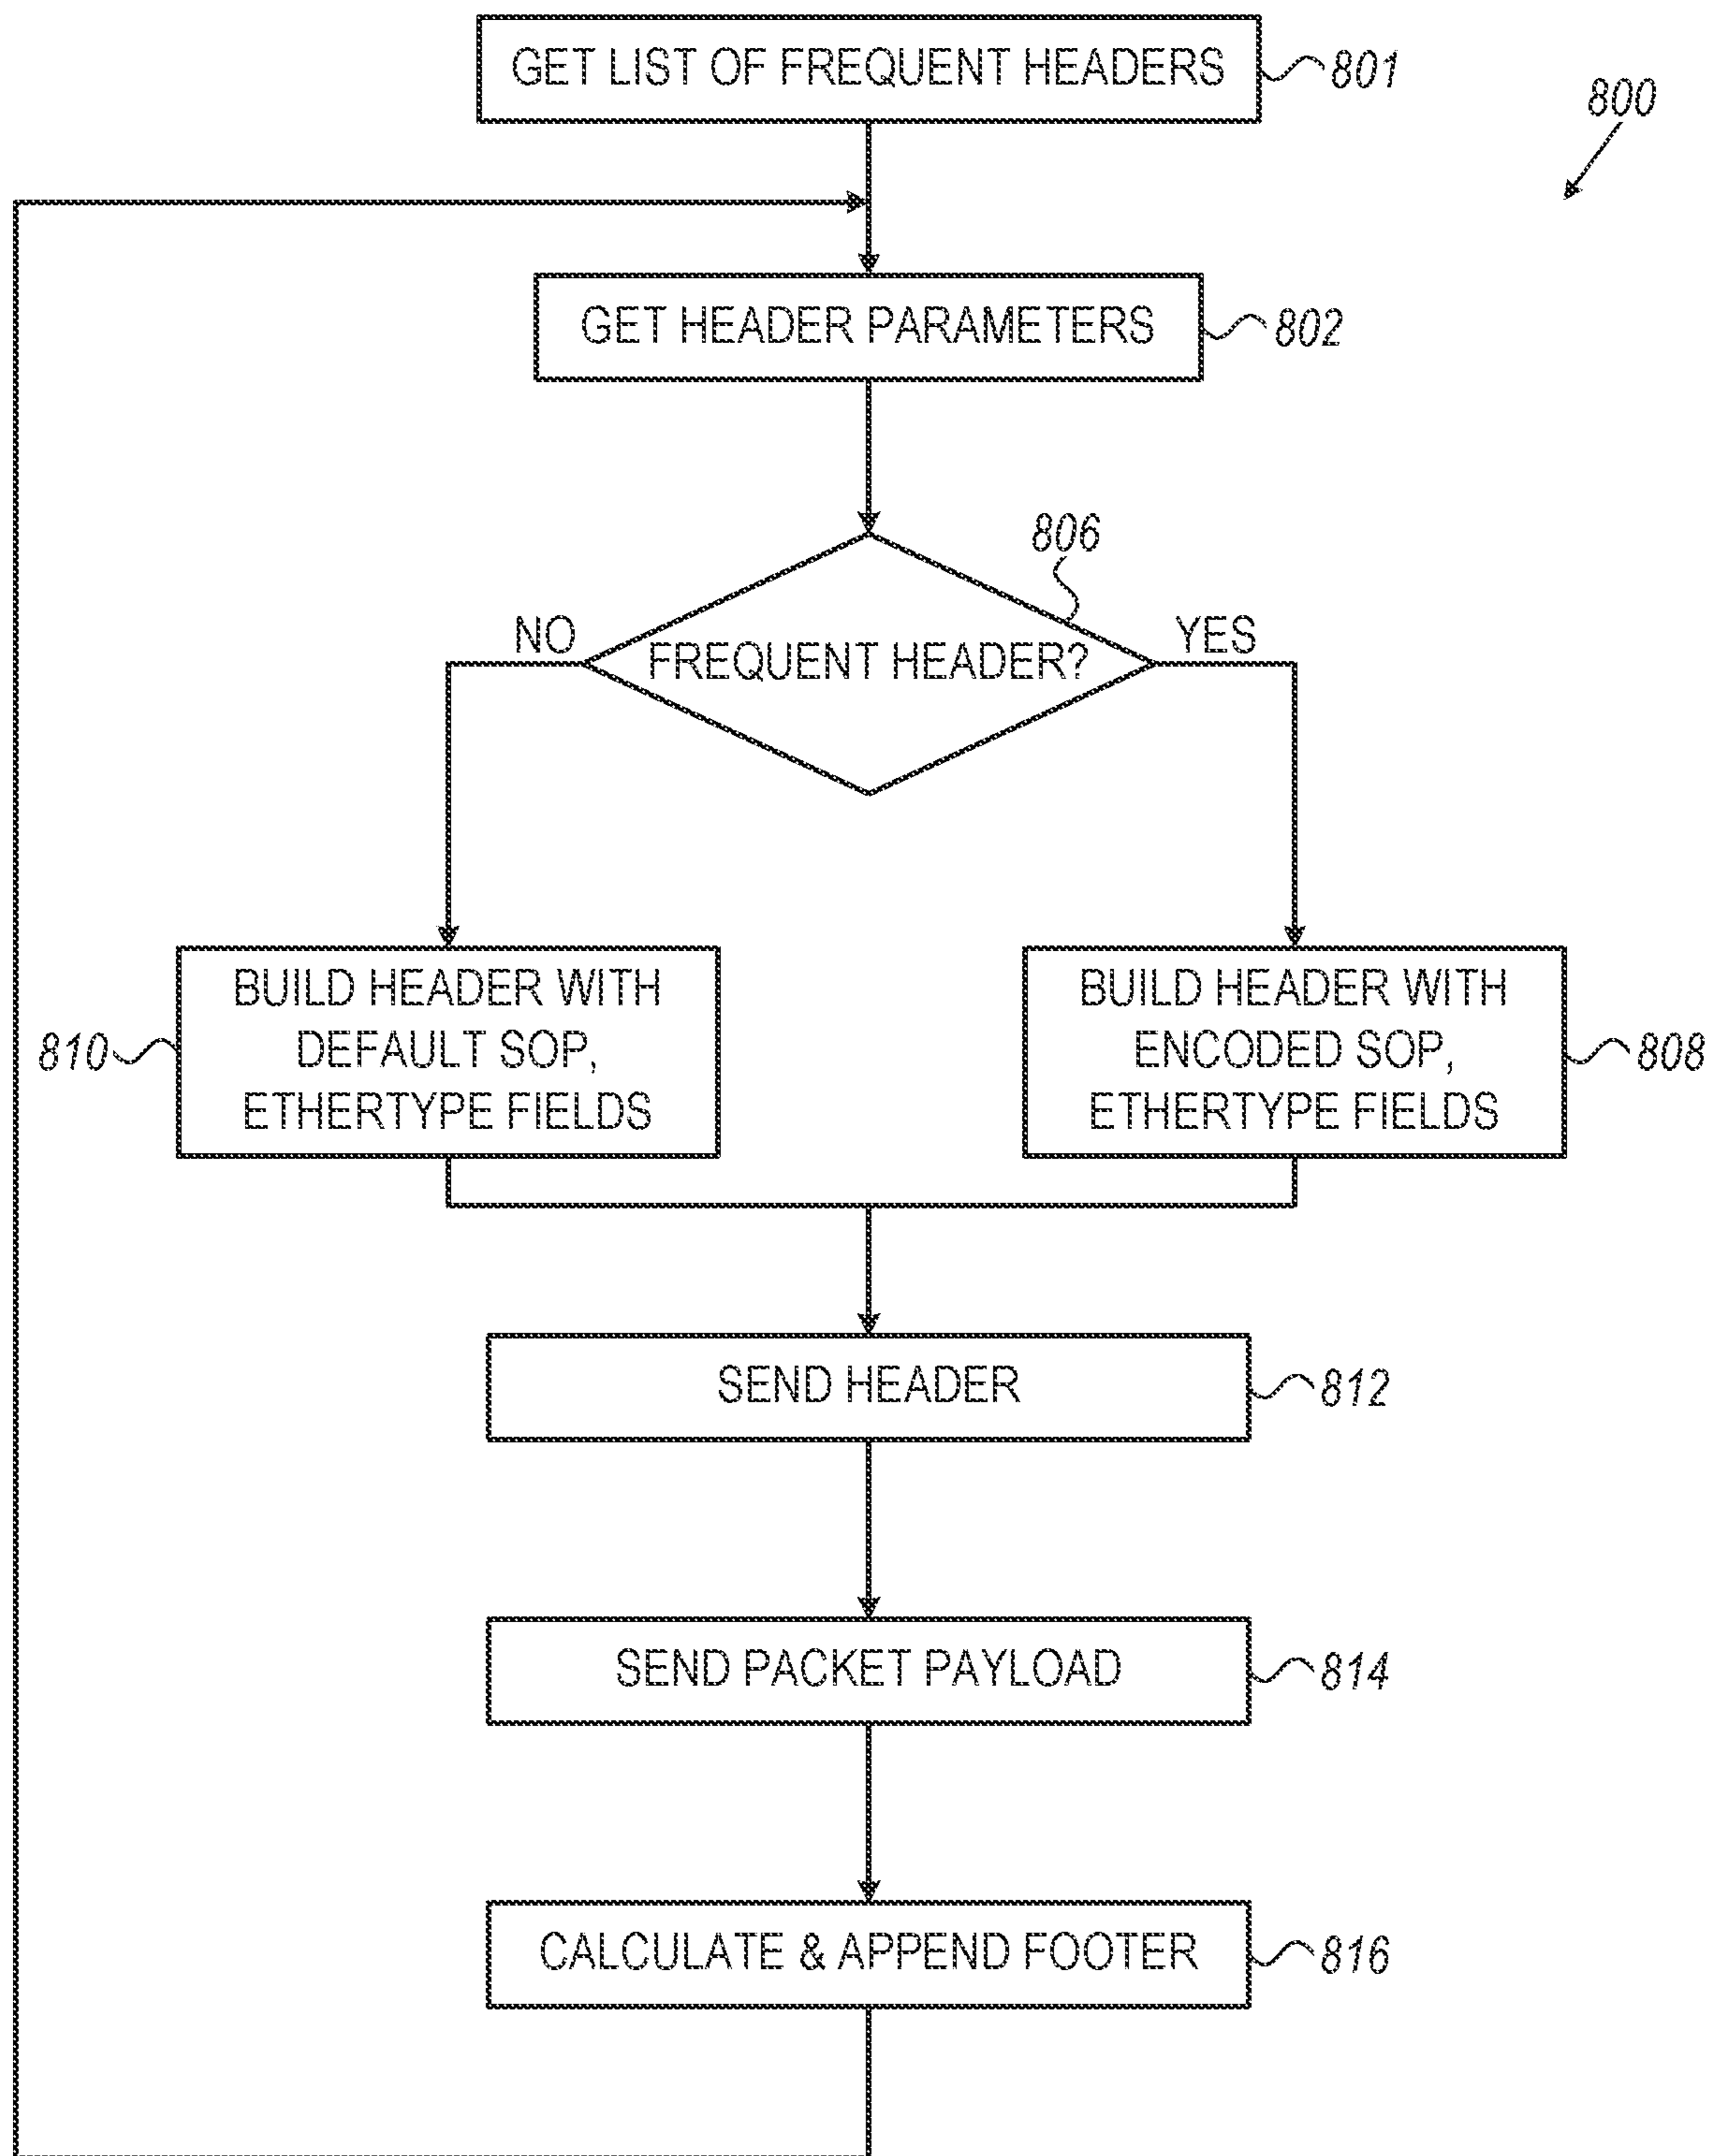 GET LIST OF FREQUENT HEADERS
801
800
GET HEADER PARAMETERS
802
806
NO
FREQUENT HEADER?
YES
810
BUILD HEADER WITH
DEFAULT SOP,
ETHERTYPE FIELDS
BUILD HEADER WITH
ENCODED SOP,
ETHERTYPE FIELDS
808
SEND HEADER
812
SEND PACKET PAYLOAD
814
CALCULATE & APPEND FOOTER
816